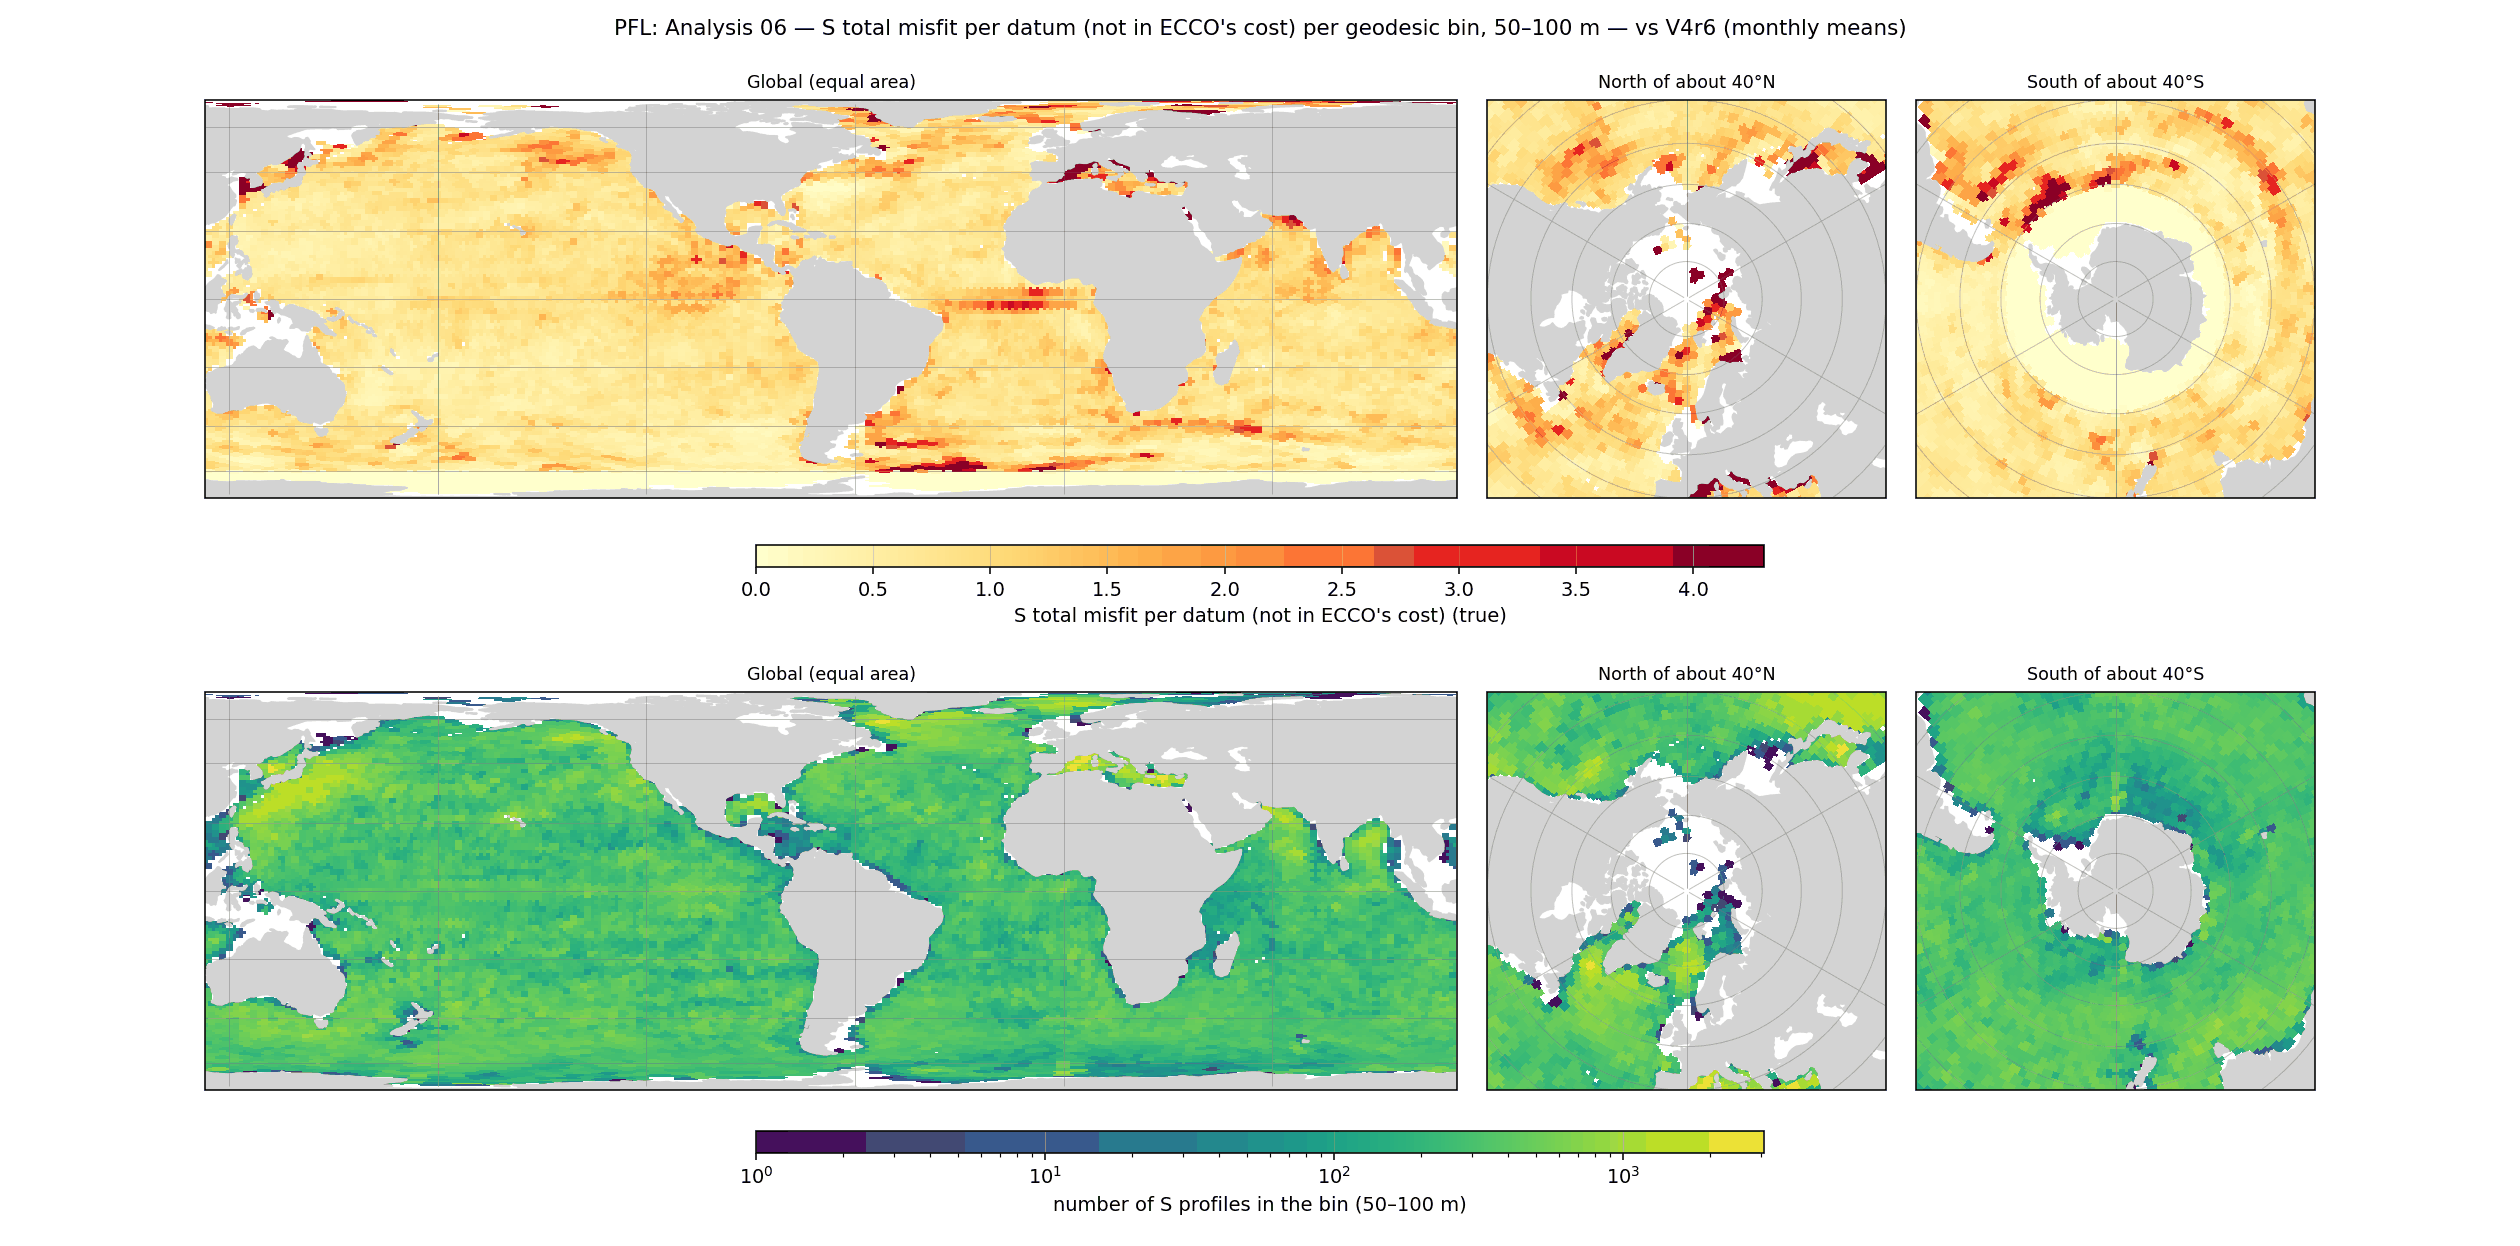 PFL: Analysis 06 — S total misfit per datum (not in ECCO's cost) per geodesic bin, 50–100 m — vs V4r6 (monthly means)
Global (equal area)
North of about 40°N
South of about 40°S
0.0 0.5 1.0 1.5 2.0 2.5 3.0 3.5 4.0
S total misfit per datum (not in ECCO's cost) (true)
Global (equal area)
North of about 40°N
South of about 40°S
10⁰ 10¹ 10² 10³
number of S profiles in the bin (50–100 m)